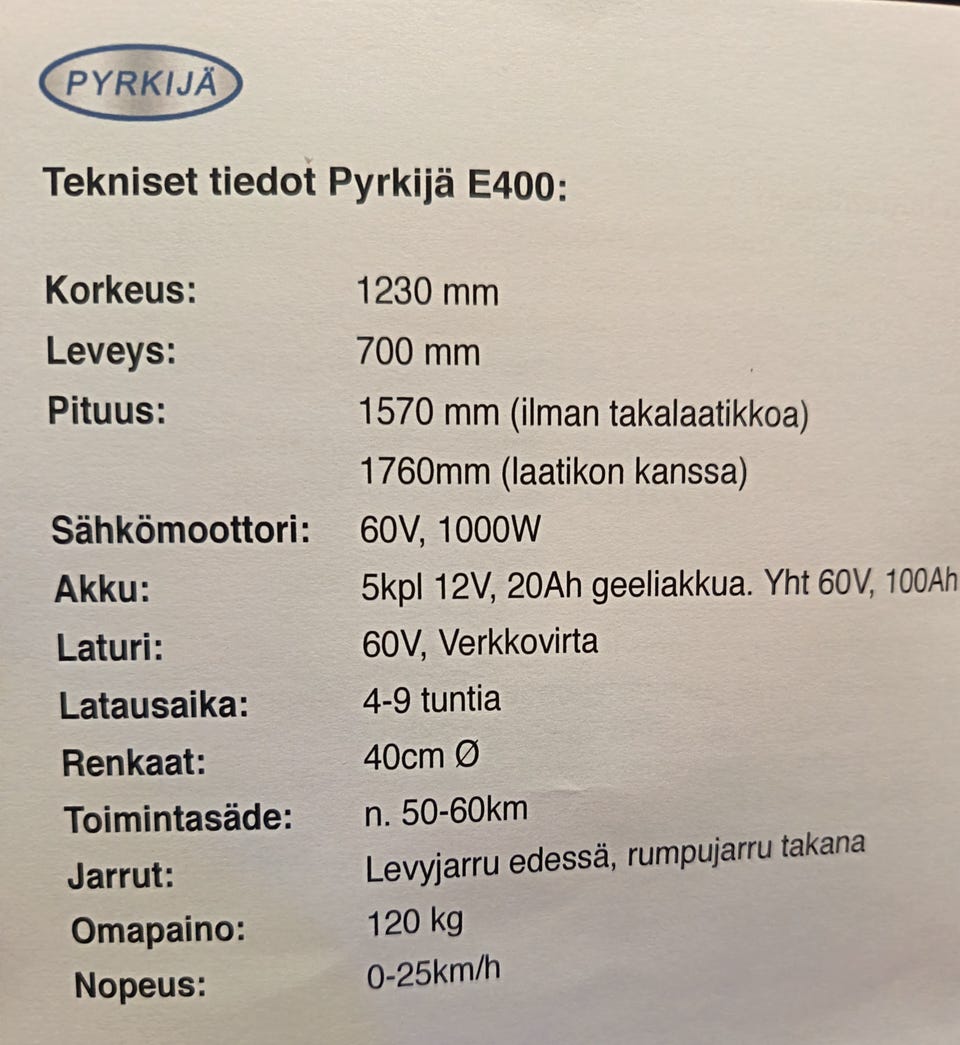 PYRKIJÄ
Tekniset tiedot Pyrkijä E400:
Korkeus: 1230 mm
Leveys: 700 mm
Pituus: 1570 mm (ilman takalaatikkoa)
1760mm (laatikon kanssa)
Sähkömoottori: 60V, 1000W
Akku: 5kpl 12V, 20Ah geeliakkua. Yht 60V, 100Ah
Laturi: 60V, Verkkovirta
Latausaika: 4-9 tuntia
Renkaat: 40cm Ø
Toimintasäde: n. 50-60km
Jarrut: Levyjarru edessä, rumpujarru takana
Omapaino: 120 kg
Nopeus: 0-25km/h